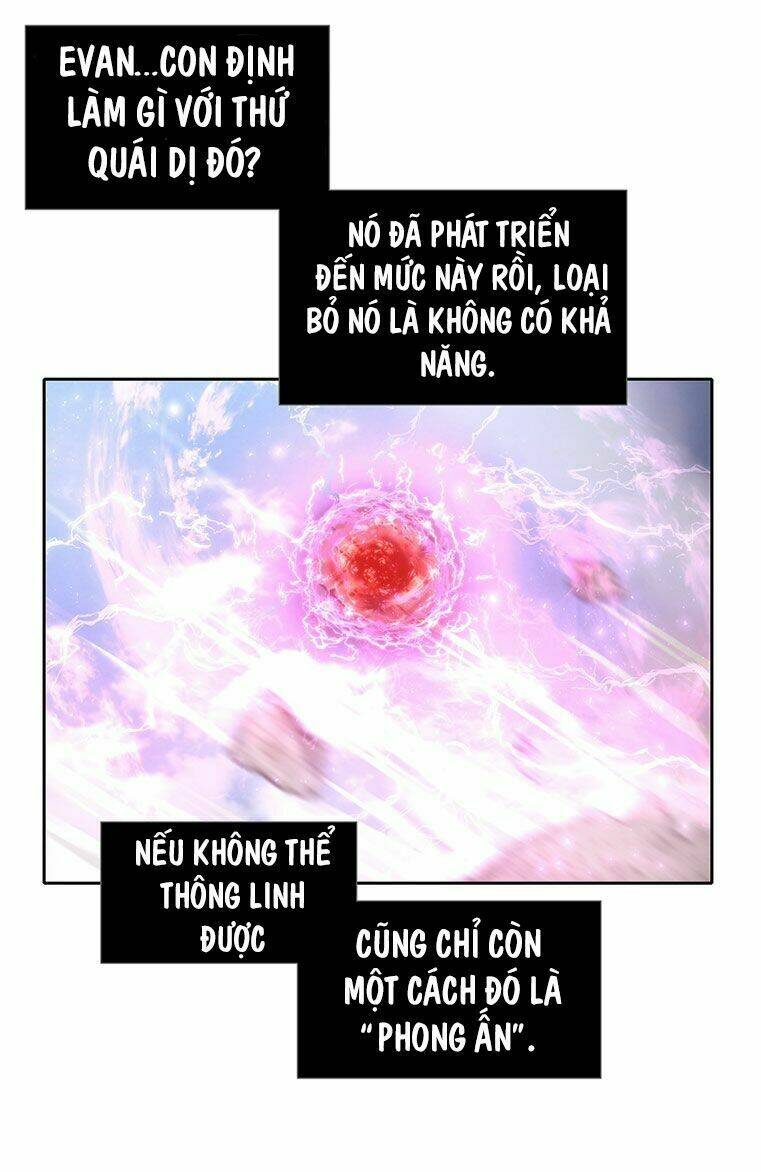 EVAN...CON ĐỊNH
LÀM GÌ VỚI THỨ
QUÁI DỊ ĐÓ?
NÓ ĐÃ PHÁT TRIỂN
ĐẾN MỨC NÀY RỒI, LOẠI
BỎ NÓ LÀ KHÔNG CÓ KHẢ
NĂNG.
NẾU KHÔNG THỂ
THÔNG LINH
ĐƯỢC
CŨNG CHỈ CÒN
MỘT CÁCH ĐÓ LÀ
“PHONG ẤN”.